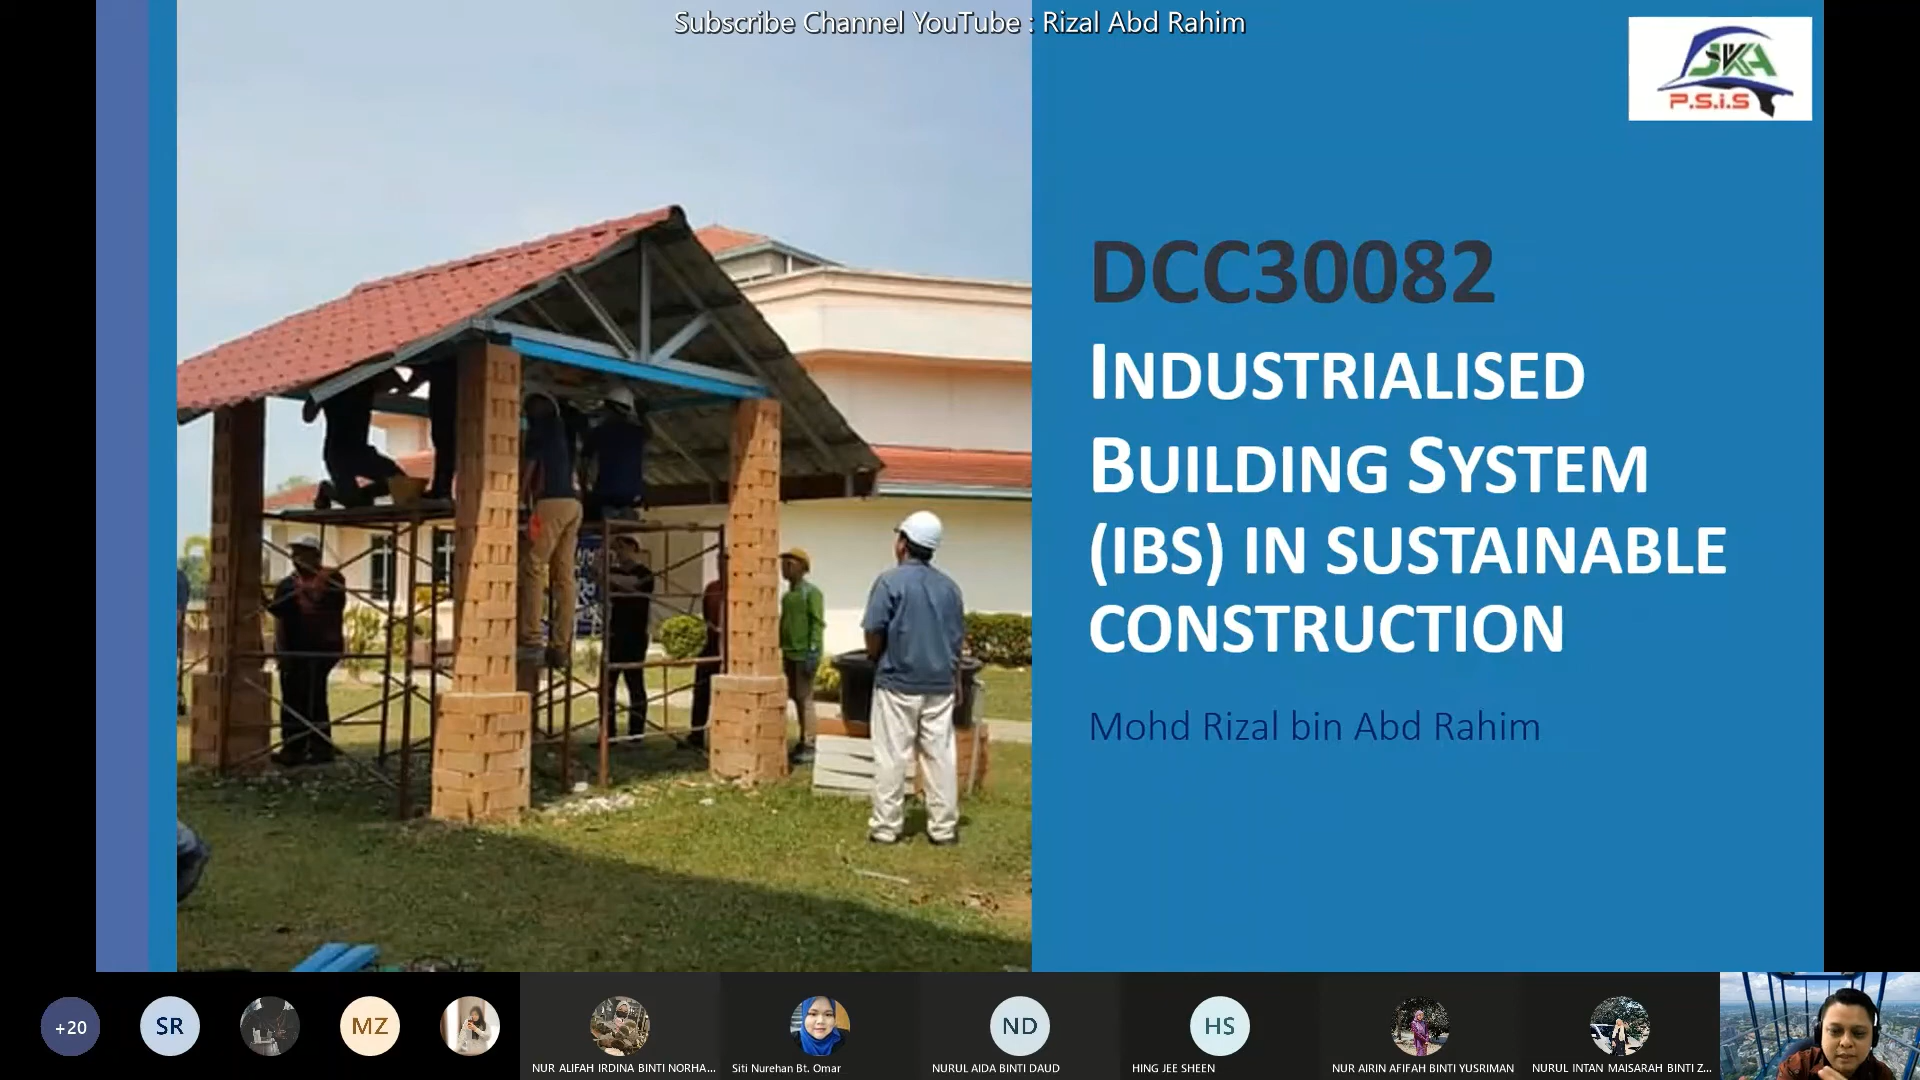 Subscribe Channel YouTube : Rizal Abd Rahim
JKA
P.S.i.S
DCC30082
INDUSTRIALISED
BUILDING SYSTEM
(IBS) IN SUSTAINABLE
CONSTRUCTION
Mohd Rizal bin Abd Rahim
+20
SR
MZ
ND
HS
NUR ALIFAH IRDINA BINTI NORHA...
Siti Nurehan Bt. Omar
NURUL AIDA BINTI DAUD
HING JEE SHEEN
NUR AIRIN AFIFAH BINTI YUSRIMAN
NURUL INTAN MAISARAH BINTI Z...